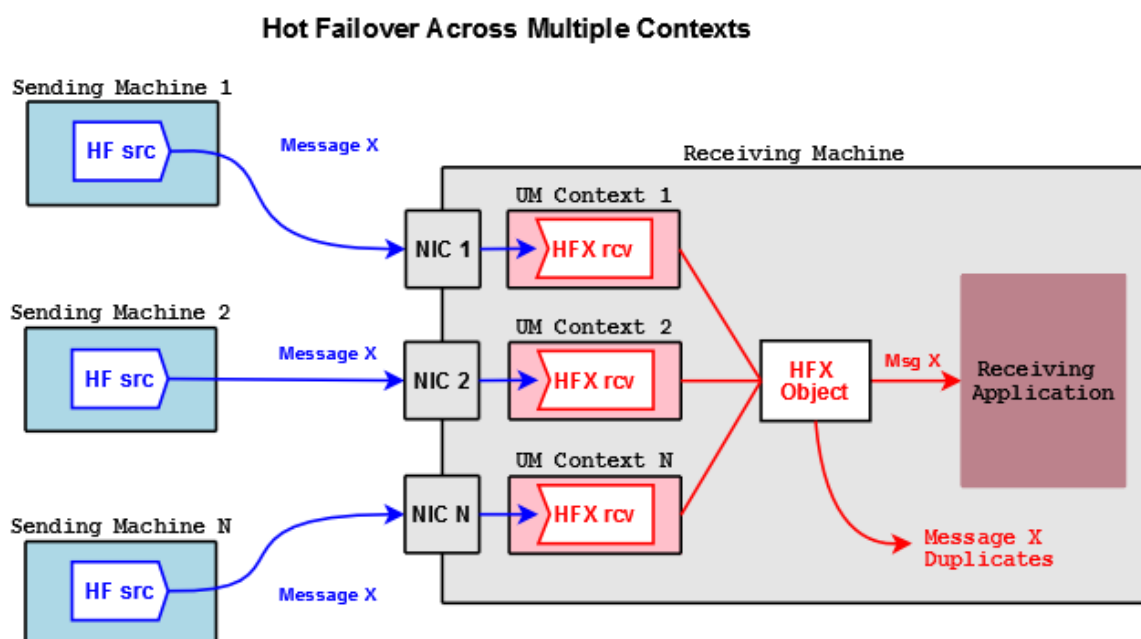 Hot Failover Across Multiple Contexts
Sending Machine 1
HF src
Message X
Receiving Machine
UM Context 1
NIC 1
HFX rcv
Sending Machine 2
HF src
Message X
UM Context 2
NIC 2
HFX rcv
HFX
Object
Msg X
Receiving
Application
UM Context N
NIC N
HFX rcv
Sending Machine N
HF src
Message X
Message X
Duplicates